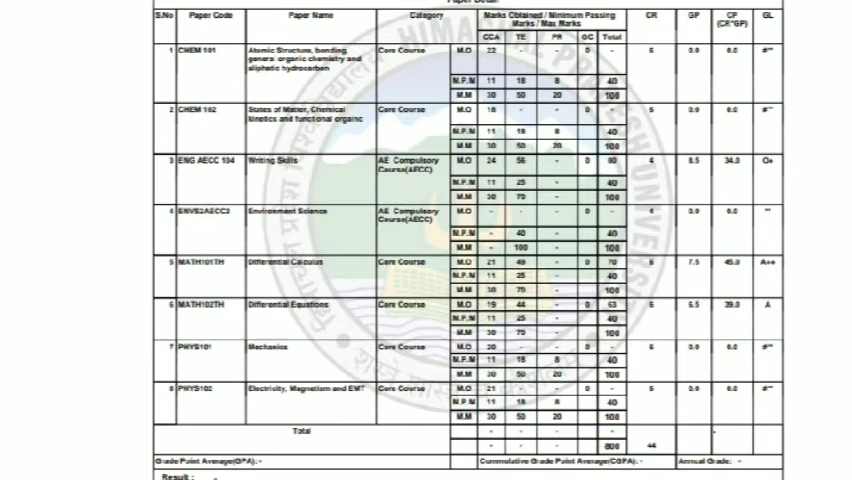 Paper Detail
S.No Paper Code Paper Name Category Marks Obtained / Minimum Passing Marks / Max Marks CR GP CP (CR*GP) GL
CCA TE PR GC Total
1 CHEM 101 Atomic Structure, bonding, general organic chemistry and aliphatic hydrocarbon Core Course M.O 22 - - 0 - 6 0.0 0.0 #**
M.P.M 11 18 8 40
M.M 30 50 20 100
2 CHEM 102 States of Matter, Chemical kinetics and functional organc Core Course M.O 18 - - 0 - 6 0.0 0.0 #**
M.P.M 11 18 8 40
M.M 30 50 20 100
3 ENG AECC 104 Writing Skills AE Compulsory Course(AECC) M.O 24 56 - 0 80 4 8.5 34.0 O+
M.P.M 11 25 - 40
M.M 30 70 - 100
4 ENVS2AECC2 Environment Science AE Compulsory Course(AECC) M.O - - - 0 - 4 0.0 0.0 **
M.P.M - 40 - 40
M.M - 100 - 100
5 MATH101TH Differential Calculus Core Course M.O 21 49 - 0 70 6 7.5 45.0 A++
M.P.M 11 25 - 40
M.M 30 70 - 100
6 MATH102TH Differential Equations Core Course M.O 19 44 - 0 63 6 6.5 39.0 A
M.P.M 11 25 - 40
M.M 30 70 - 100
7 PHYS101 Mechanics Core Course M.O 20 - - 0 - 6 0.0 0.0 #**
M.P.M 11 18 8 40
M.M 30 50 20 100
8 PHYS102 Electricity, Magnetism and EMT Core Course M.O 21 - - 0 - 6 0.0 0.0 #**
M.P.M 11 18 8 40
M.M 30 50 20 100
Total - - - - -
- - - 800 44
Grade Point Average(GPA): - Cummulative Grade Point Average(CGPA): - Annual Grade: -
Result : -
HIMACHAL PRADESH UNIVERSITY